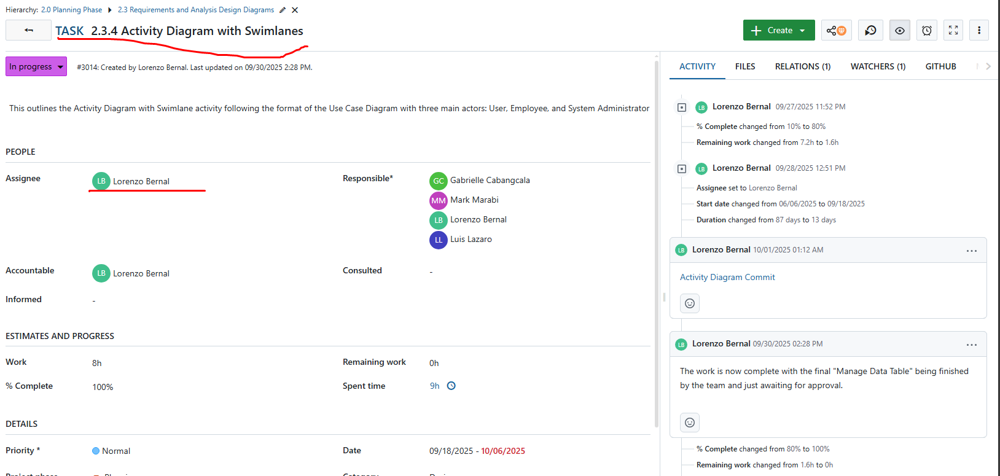 Hierarchy: 2.0 Planning Phase 2.3 Requirements and Analysis Design Diagrams
TASK 2.3.4 Activity Diagram with Swimlanes
Create
In progress
#3014: Created by Lorenzo Bernal. Last updated on 09/30/2025 2:28 PM.
This outlines the Activity Diagram with Swimlane activity following the format of the Use Case Diagram with three main actors: User, Employee, and System Administrator
PEOPLE
Assignee
LB Lorenzo Bernal
Responsible*
GC Gabrielle Cabangcala
MM Mark Marabi
LB Lorenzo Bernal
LL Luis Lazaro
Accountable
LB Lorenzo Bernal
Consulted
-
Informed
-
ESTIMATES AND PROGRESS
Work
8h
Remaining work
0h
% Complete
100%
Spent time
9h
DETAILS
Priority *
Normal
Date
09/18/2025 - 10/06/2025
ACTIVITY FILES RELATIONS (1) WATCHERS (1) GITHUB
LB Lorenzo Bernal 09/27/2025 11:52 PM
% Complete changed from 10% to 80%
Remaining work changed from 7.2h to 1.6h
LB Lorenzo Bernal 09/28/2025 12:51 PM
Assignee set to Lorenzo Bernal
Start date changed from 06/06/2025 to 09/18/2025
Duration changed from 87 days to 13 days
LB Lorenzo Bernal 10/01/2025 01:12 AM
Activity Diagram Commit
LB Lorenzo Bernal 09/30/2025 02:28 PM
The work is now complete with the final "Manage Data Table" being finished
by the team and just awaiting for approval.
% Complete changed from 80% to 100%
Remaining work changed from 1.6h to 0h